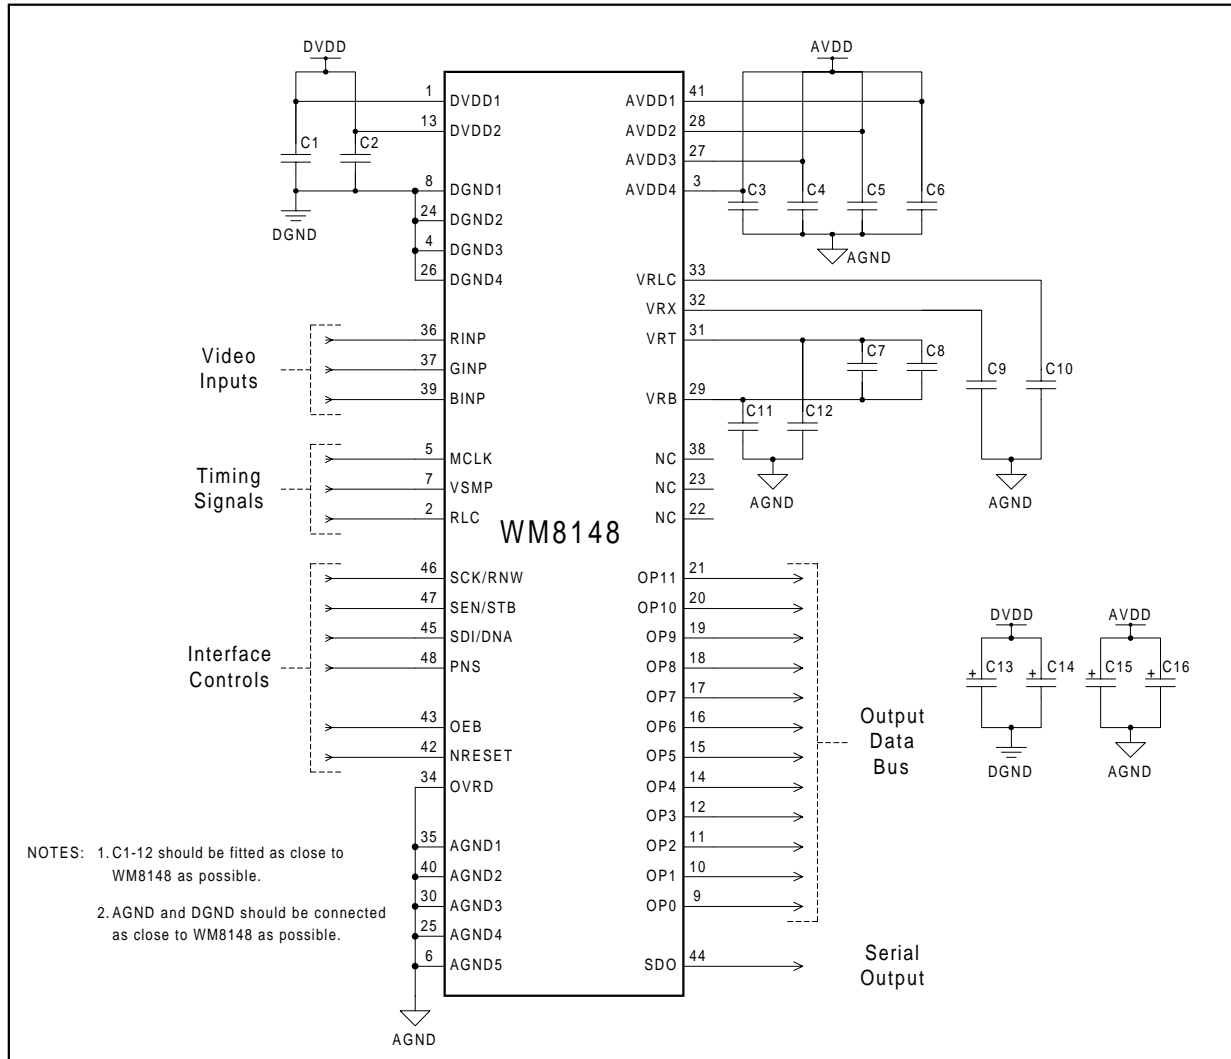 DVDD
AVDD
1 DVDD1
13 DVDD2
C1
C2
8 DGND1
24 DGND2
4 DGND3
26 DGND4
DGND
AVDD1 41
AVDD2 28
AVDD3 27
AVDD4 3
C3
C4
C5
C6
AGND
VRLC 33
VRX 32
VRT 31
VRB 29
C7
C8
C9
C10
C11
C12
AGND
AGND
Video
Inputs
36 RINP
37 GINP
39 BINP
Timing
Signals
5 MCLK
7 VSMP
2 RLC
NC 38
NC 23
NC 22
WM8148
Interface
Controls
46 SCK/RNW
47 SEN/STB
45 SDI/DNA
48 PNS
43 OEB
42 NRESET
34 OVRD
35 AGND1
40 AGND2
30 AGND3
25 AGND4
6 AGND5
AGND
OP11 21
OP10 20
OP9 19
OP8 18
OP7 17
OP6 16
OP5 15
OP4 14
OP3 12
OP2 11
OP1 10
OP0 9
SDO 44
Output
Data
Bus
Serial
Output
DVDD
+ C13
+ C14
DGND
AVDD
+ C15
+ C16
AGND
NOTES: 1. C1-12 should be fitted as close to
WM8148 as possible.
2. AGND and DGND should be connected
as close to WM8148 as possible.